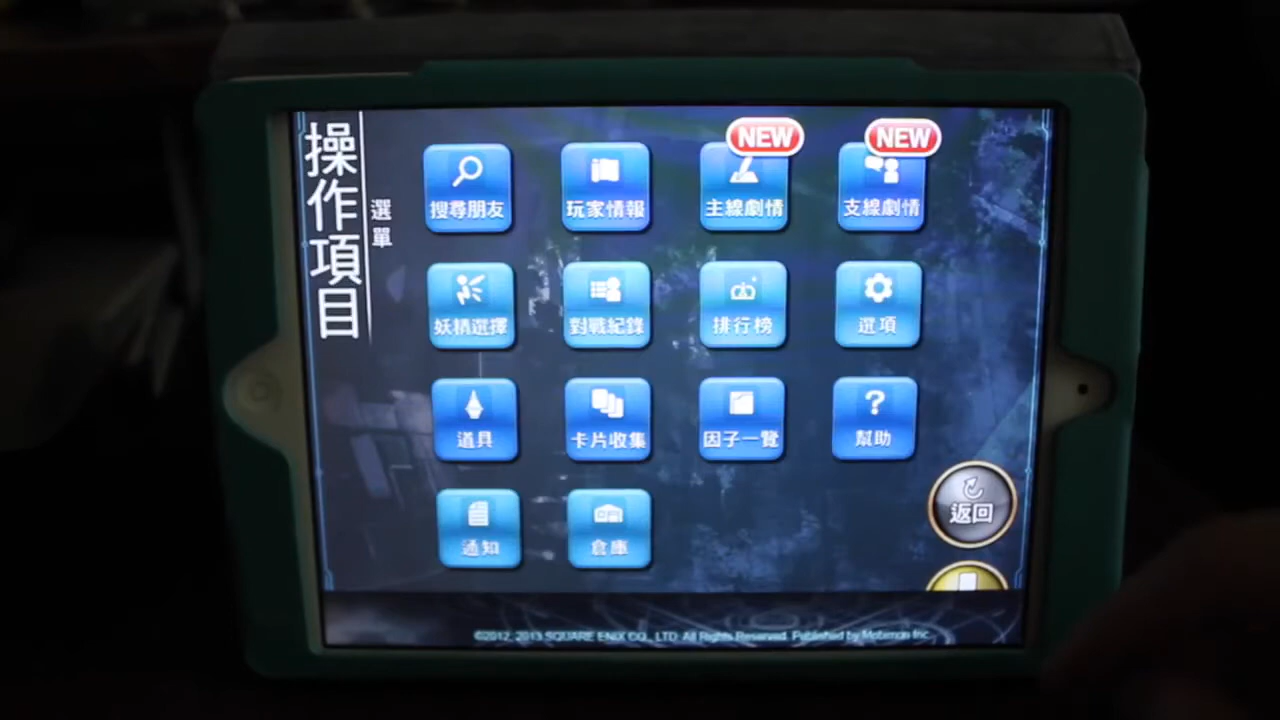 操作項目
選單
NEW
NEW
搜尋朋友
玩家情報
主線劇情
支線劇情
妖精選擇
對戰紀錄
排行榜
選項
道具
卡片收集
因子一覽
幫助
通知
倉庫
返回
©2012, 2013 SQUARE ENIX CO., LTD. All Rights Reserved. Published by Mobimon Inc.